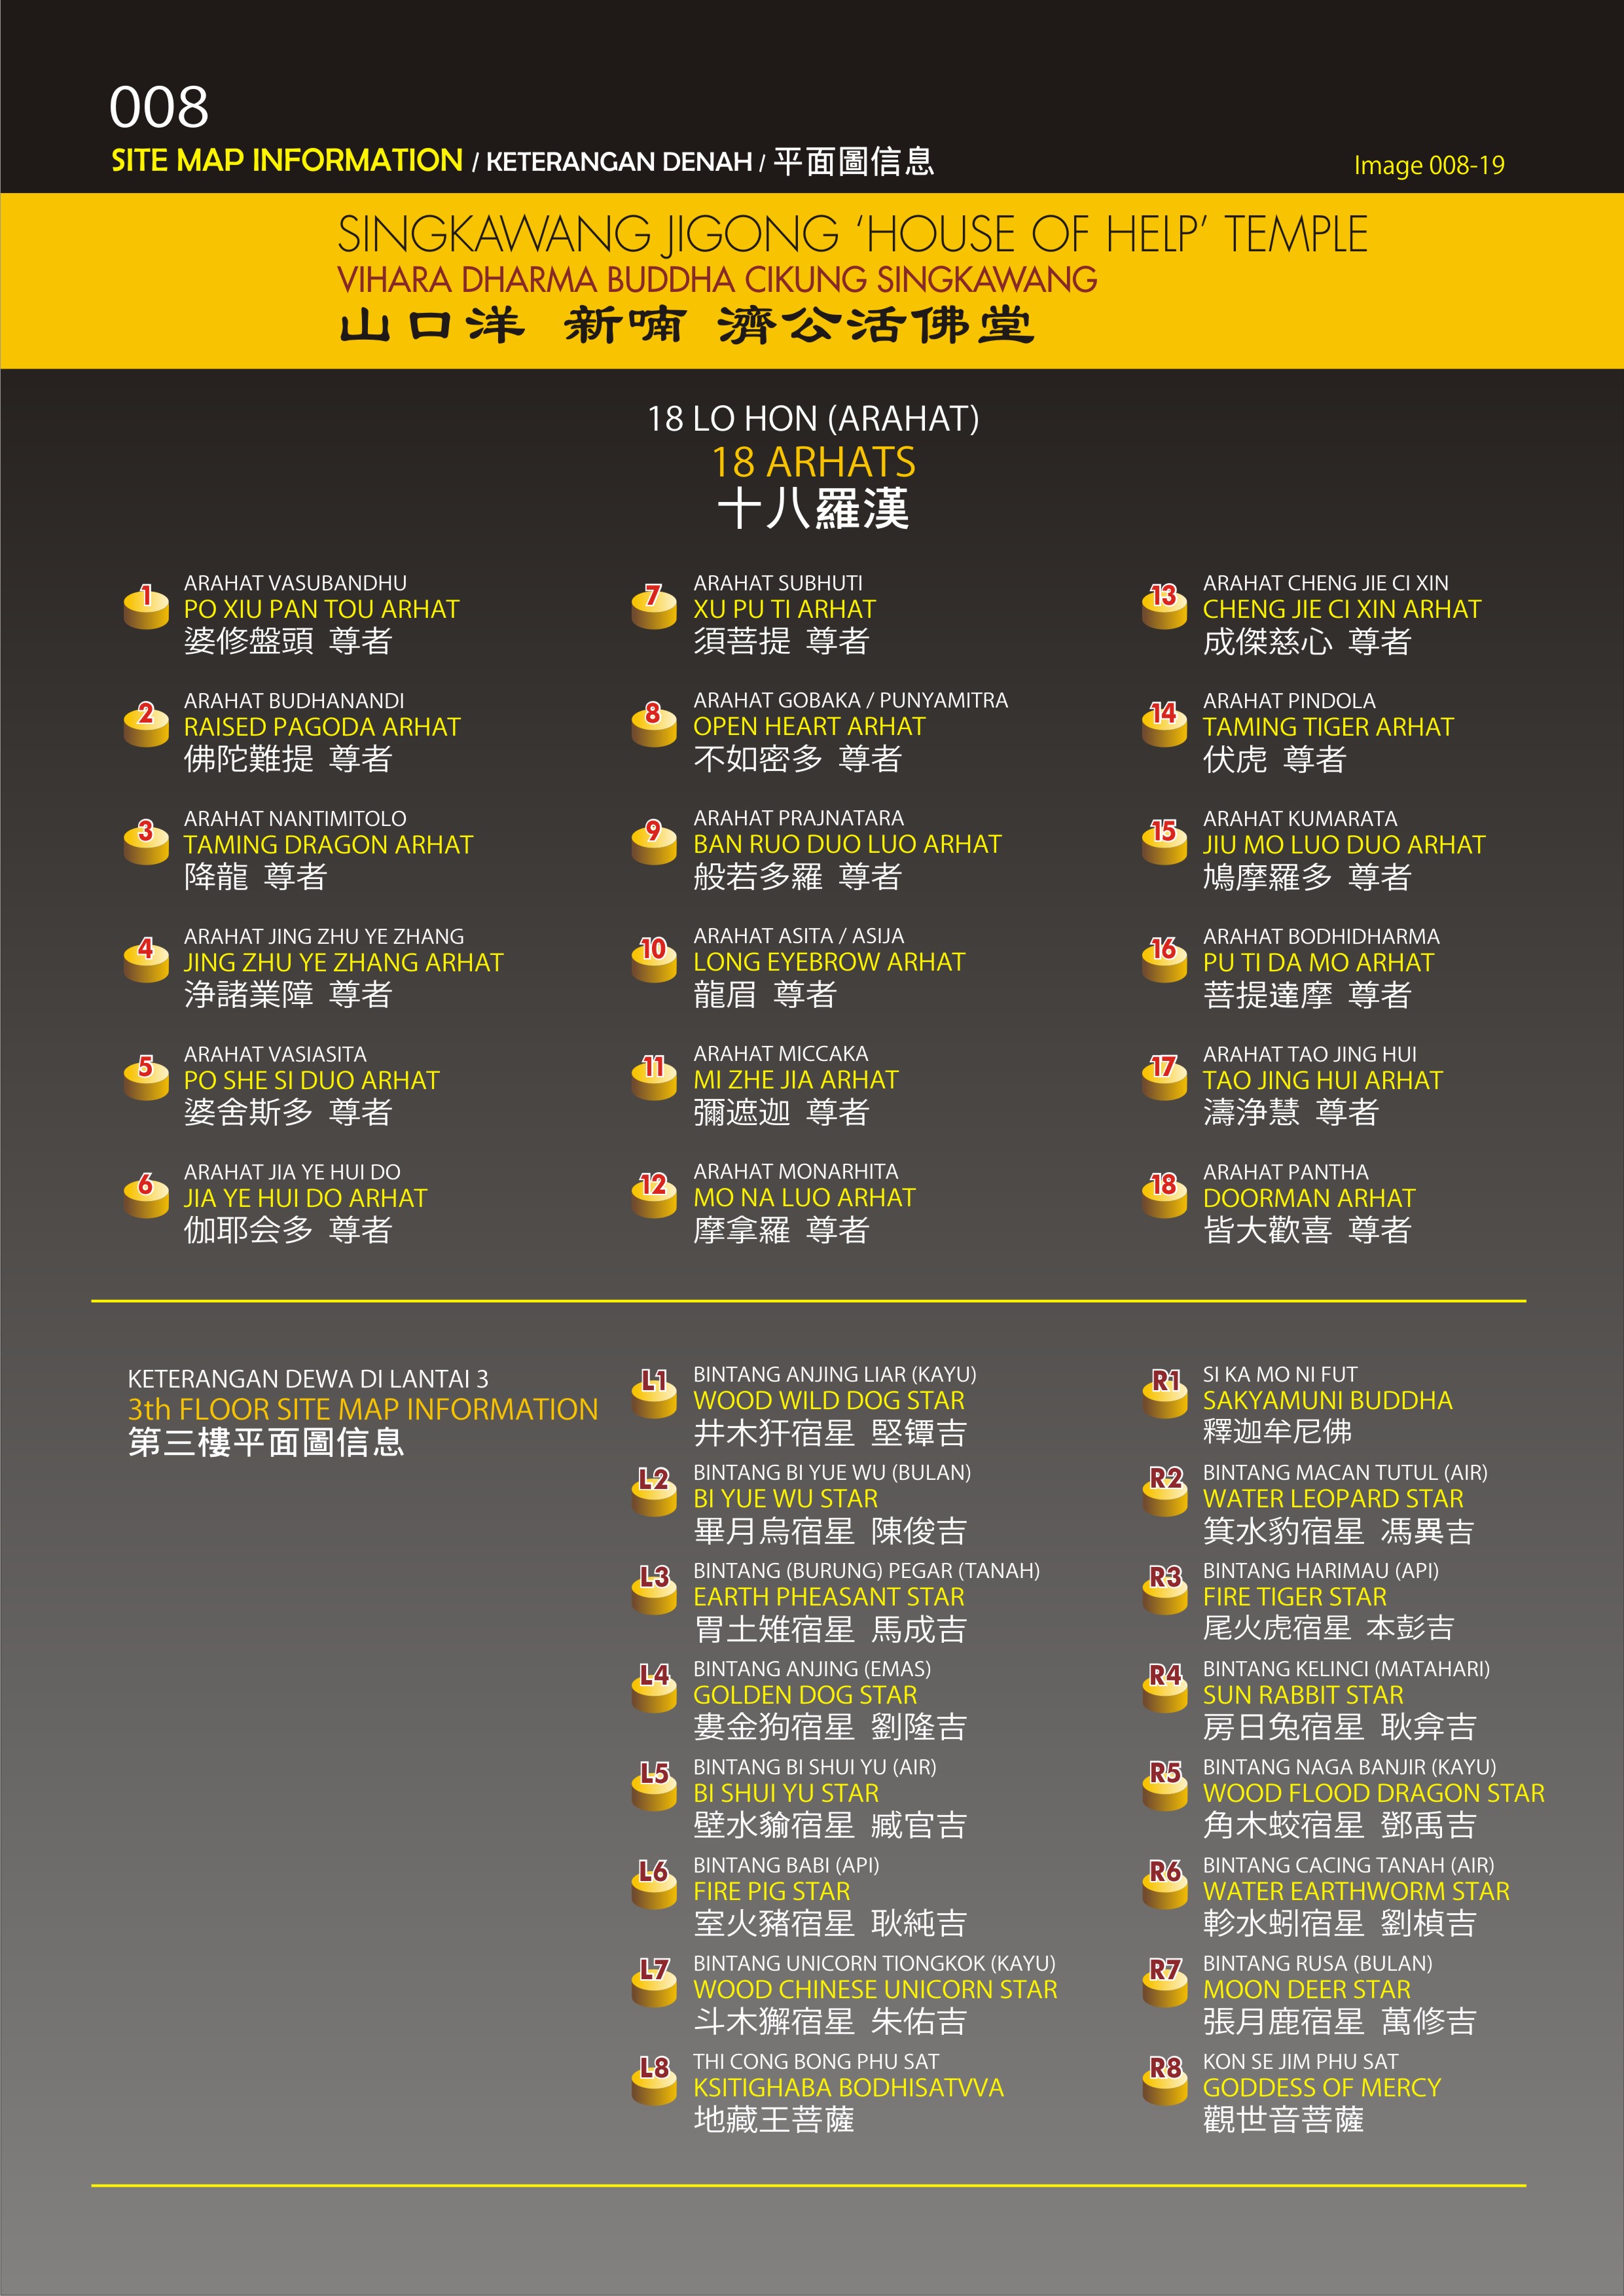 008
SITE MAP INFORMATION / KETERANGAN DENAH / 平面圖信息
Image 008-19
SINGKAWANG JIGONG ‘HOUSE OF HELP’ TEMPLE
VIHARA DHARMA BUDDHA CIKUNG SINGKAWANG
山口洋 新喃 濟公活佛堂
18 LO HON (ARAHAT)
18 ARHATS
十八羅漢
1
ARAHAT VASUBANDHU
PO XIU PAN TOU ARHAT
婆修盤頭 尊者
2
ARAHAT BUDHANANDI
RAISED PAGODA ARHAT
佛陀難提 尊者
3
ARAHAT NANTIMITOLO
TAMING DRAGON ARHAT
降龍 尊者
4
ARAHAT JING ZHU YE ZHANG
JING ZHU YE ZHANG ARHAT
浄諸業障 尊者
5
ARAHAT VASIASITA
PO SHE SI DUO ARHAT
婆舍斯多 尊者
6
ARAHAT JIA YE HUI DO
JIA YE HUI DO ARHAT
伽耶会多 尊者
7
ARAHAT SUBHUTI
XU PU TI ARHAT
須菩提 尊者
8
ARAHAT GOBAKA / PUNYAMITRA
OPEN HEART ARHAT
不如密多 尊者
9
ARAHAT PRAJNATARA
BAN RUO DUO LUO ARHAT
般若多羅 尊者
10
ARAHAT ASITA / ASIJA
LONG EYEBROW ARHAT
龍眉 尊者
11
ARAHAT MICCAKA
MI ZHE JIA ARHAT
彌遮迦 尊者
12
ARAHAT MONARHITA
MO NA LUO ARHAT
摩拿羅 尊者
13
ARAHAT CHENG JIE CI XIN
CHENG JIE CI XIN ARHAT
成傑慈心 尊者
14
ARAHAT PINDOLA
TAMING TIGER ARHAT
伏虎 尊者
15
ARAHAT KUMARATA
JIU MO LUO DUO ARHAT
鳩摩羅多 尊者
16
ARAHAT BODHIDHARMA
PU TI DA MO ARHAT
菩提達摩 尊者
17
ARAHAT TAO JING HUI
TAO JING HUI ARHAT
濤浄慧 尊者
18
ARAHAT PANTHA
DOORMAN ARHAT
皆大歡喜 尊者
KETERANGAN DEWA DI LANTAI 3
3th FLOOR SITE MAP INFORMATION
第三樓平面圖信息
L1
BINTANG ANJING LIAR (KAYU)
WOOD WILD DOG STAR
井木犴宿星 堅镡吉
L2
BINTANG BI YUE WU (BULAN)
BI YUE WU STAR
畢月烏宿星 陳俊吉
L3
BINTANG (BURUNG) PEGAR (TANAH)
EARTH PHEASANT STAR
胃土雉宿星 馬成吉
L4
BINTANG ANJING (EMAS)
GOLDEN DOG STAR
婁金狗宿星 劉隆吉
L5
BINTANG BI SHUI YU (AIR)
BI SHUI YU STAR
壁水貐宿星 臧官吉
L6
BINTANG BABI (API)
FIRE PIG STAR
室火豬宿星 耿純吉
L7
BINTANG UNICORN TIONGKOK (KAYU)
WOOD CHINESE UNICORN STAR
斗木獬宿星 朱佑吉
L8
THI CONG BONG PHU SAT
KSITIGHABA BODHISATVVA
地藏王菩薩
R1
SI KA MO NI FUT
SAKYAMUNI BUDDHA
釋迦牟尼佛
R2
BINTANG MACAN TUTUL (AIR)
WATER LEOPARD STAR
箕水豹宿星 馮異吉
R3
BINTANG HARIMAU (API)
FIRE TIGER STAR
尾火虎宿星 本彭吉
R4
BINTANG KELINCI (MATAHARI)
SUN RABBIT STAR
房日兔宿星 耿弇吉
R5
BINTANG NAGA BANJIR (KAYU)
WOOD FLOOD DRAGON STAR
角木蛟宿星 鄧禹吉
R6
BINTANG CACING TANAH (AIR)
WATER EARTHWORM STAR
軫水蚓宿星 劉楨吉
R7
BINTANG RUSA (BULAN)
MOON DEER STAR
張月鹿宿星 萬修吉
R8
KON SE JIM PHU SAT
GODDESS OF MERCY
觀世音菩薩